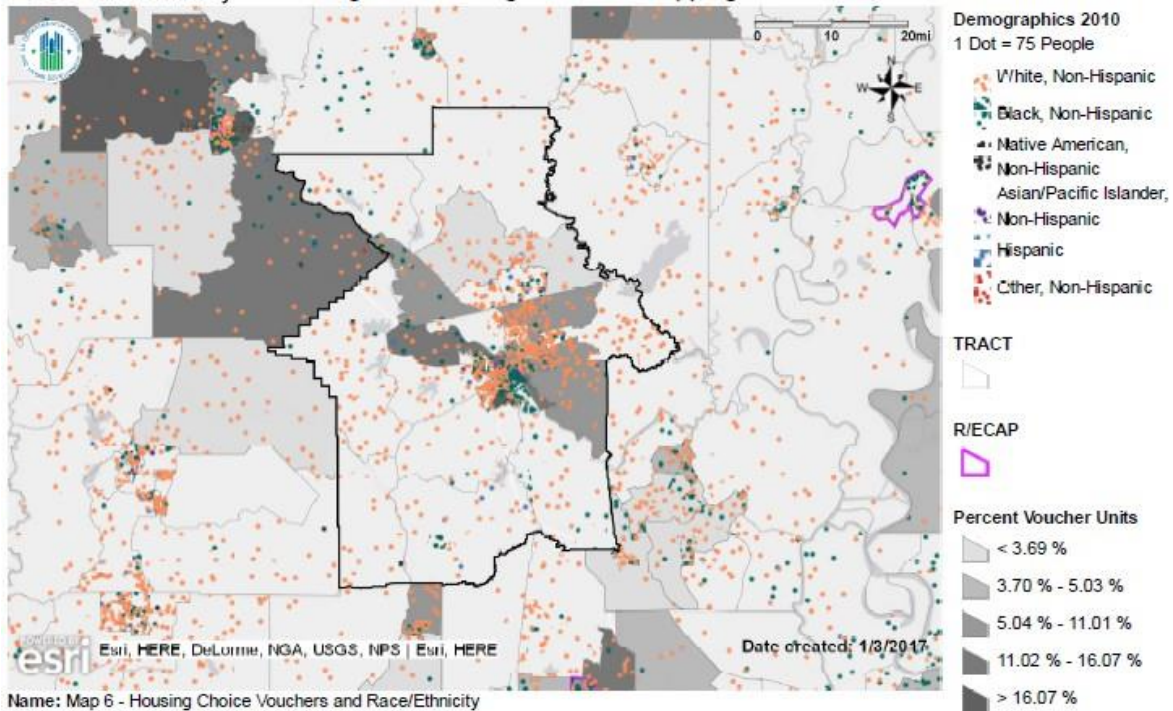 0 10 20mi
N
W E
S
Demographics 2010
1 Dot = 75 People
White, Non-Hispanic
Black, Non-Hispanic
Native American,
Non-Hispanic
Asian/Pacific Islander,
Non-Hispanic
Hispanic
Other, Non-Hispanic
TRACT
R/ECAP
Percent Voucher Units
< 3.69 %
3.70 % - 5.03 %
5.04 % - 11.01 %
11.02 % - 16.07 %
> 16.07 %
POWERED BY
esri
Esri, HERE, DeLorme, NGA, USGS, NPS | Esri, HERE
Date created: 1/3/2017
Name: Map 6 - Housing Choice Vouchers and Race/Ethnicity